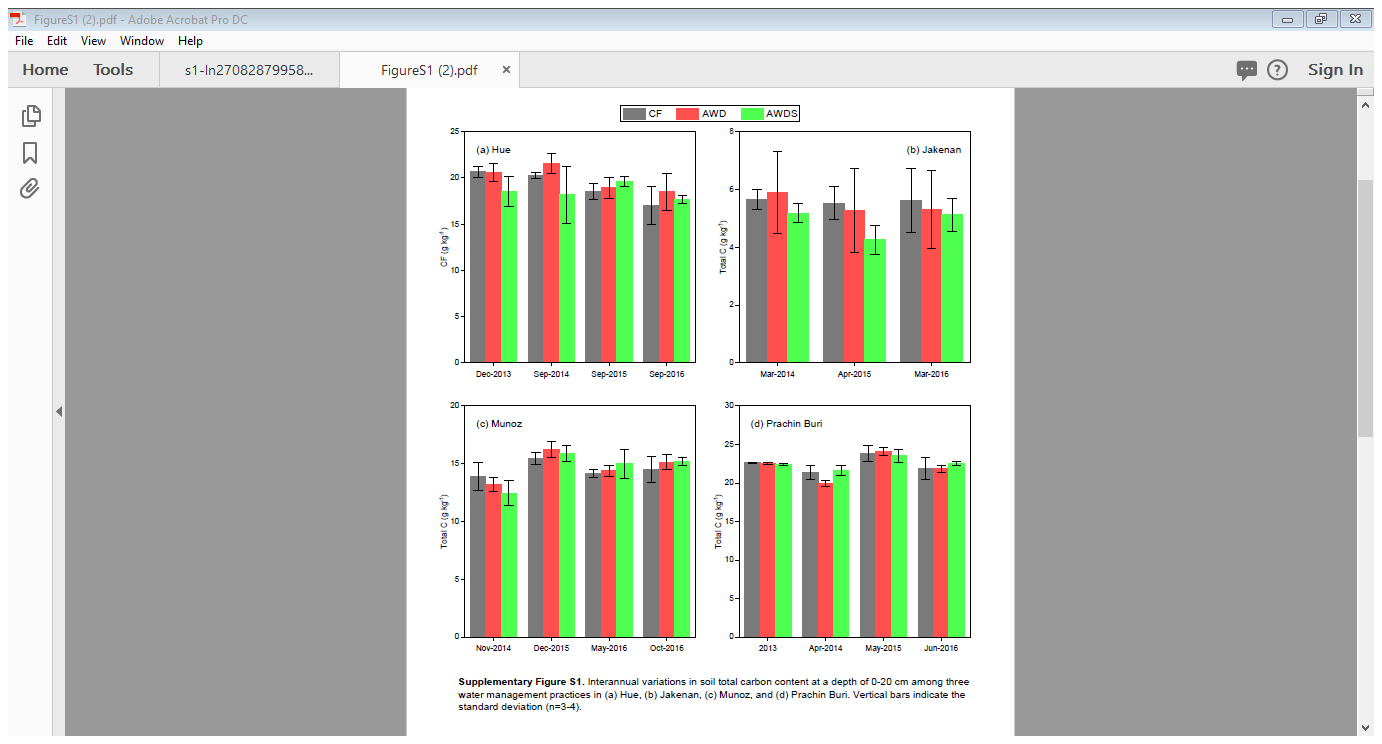 FigureS1 (2).pdf - Adobe Acrobat Pro DC
File Edit View Window Help
Home Tools s1-ln27082879958... FigureS1 (2).pdf × ? Sign In
CF AWD AWDS
(a) Hue
25
20
15
10
5
0
CF (g kg⁻¹)
Dec-2013 Sep-2014 Sep-2015 Sep-2016
(b) Jakenan
8
6
4
2
0
Total C (g kg⁻¹)
Mar-2014 Apr-2015 Mar-2016
(c) Munoz
20
15
10
5
0
Total C (g kg⁻¹)
Nov-2014 Dec-2015 May-2016 Oct-2016
(d) Prachin Buri
30
25
20
15
10
5
0
Total C (g kg⁻¹)
2013 Apr-2014 May-2015 Jun-2016
Supplementary Figure S1. Interannual variations in soil total carbon content at a depth of 0-20 cm among three
water management practices in (a) Hue, (b) Jakenan, (c) Munoz, and (d) Prachin Buri. Vertical bars indicate the
standard deviation (n=3-4).